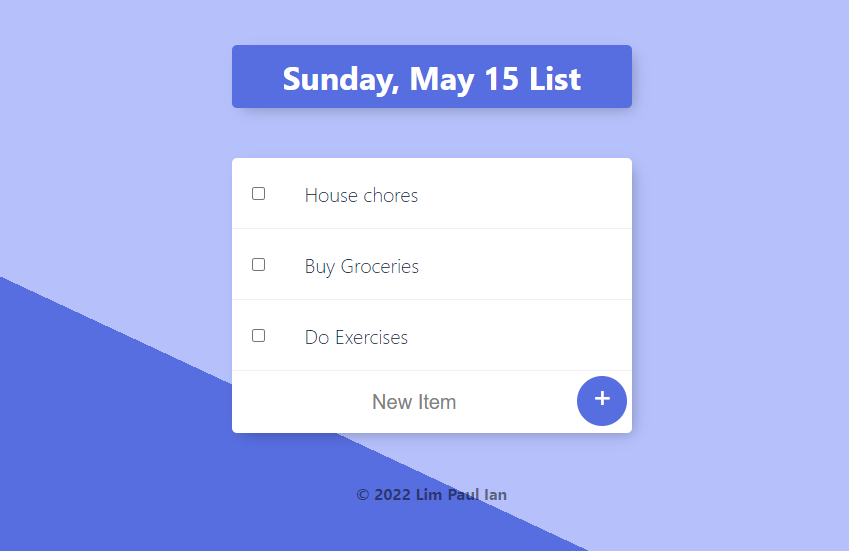 Sunday, May 15 List
House chores
Buy Groceries
Do Exercises
New Item +
© 2022 Lim Paul Ian